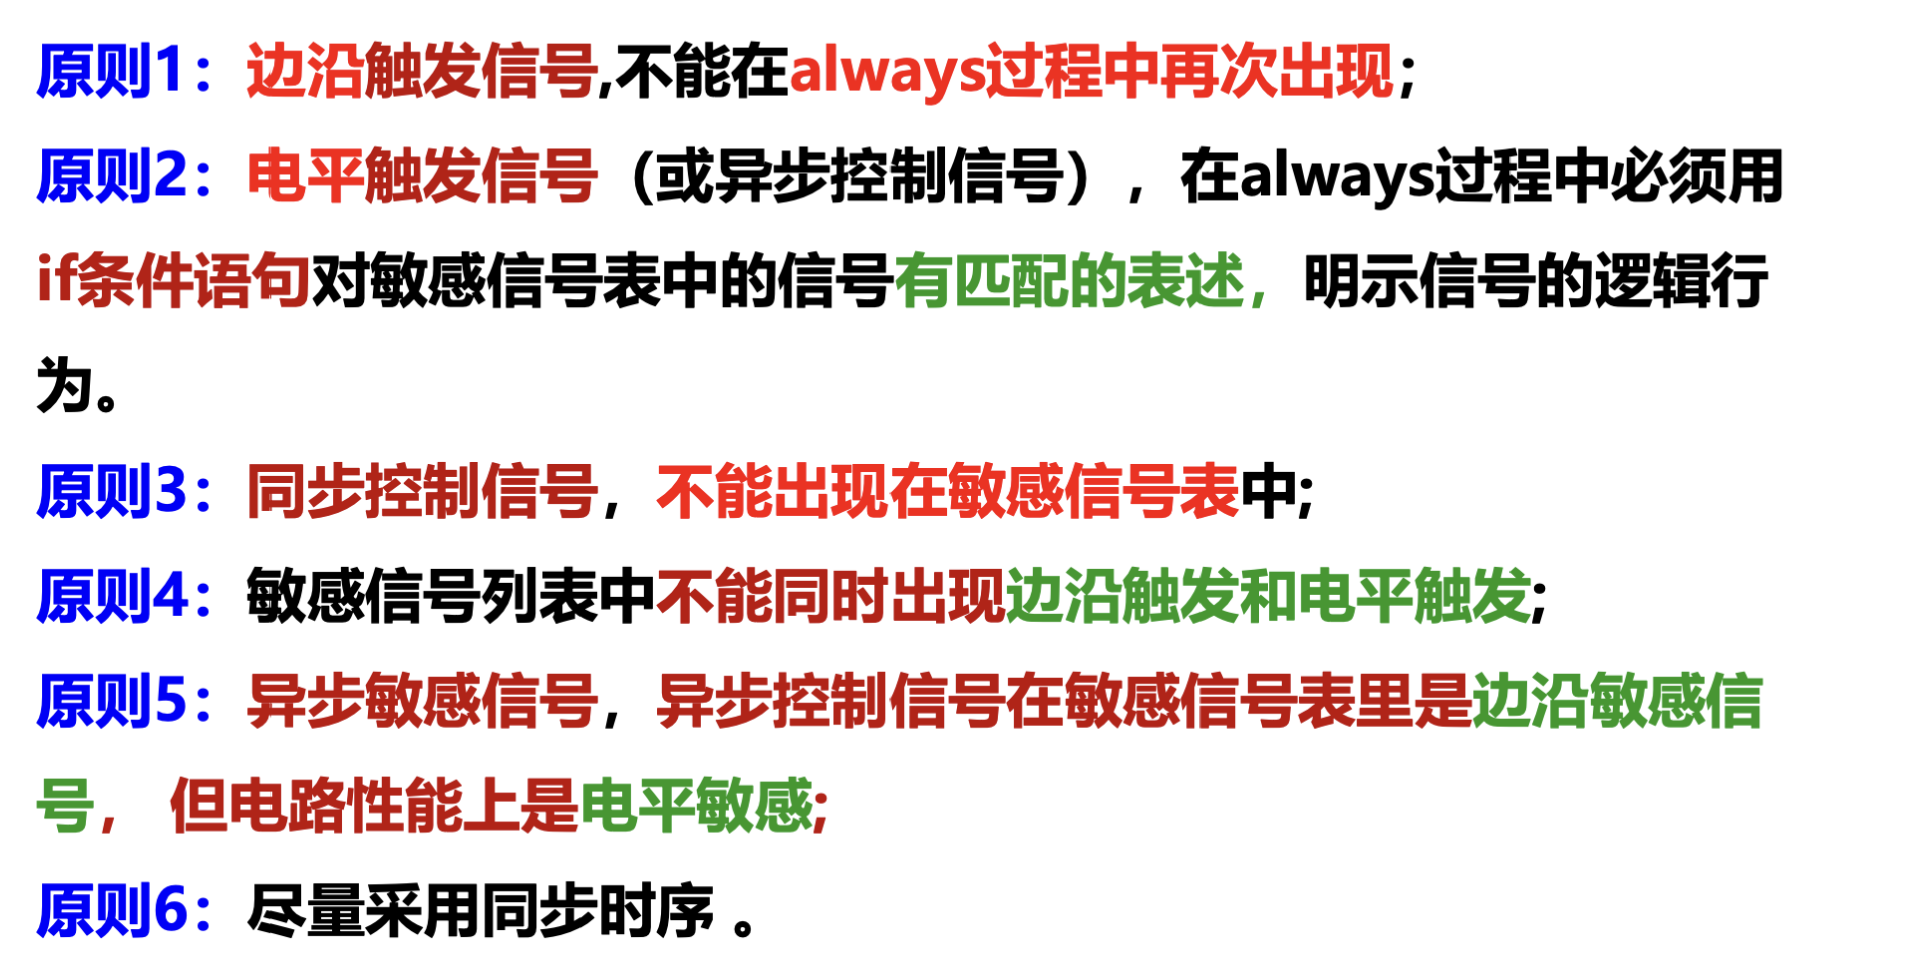 原则1：边沿触发信号,不能在always过程中再次出现；
原则2：电平触发信号（或异步控制信号），在always过程中必须用
if条件语句对敏感信号表中的信号有匹配的表述，明示信号的逻辑行
为。
原则3：同步控制信号，不能出现在敏感信号表中;
原则4：敏感信号列表中不能同时出现边沿触发和电平触发;
原则5：异步敏感信号，异步控制信号在敏感信号表里是边沿敏感信
号， 但电路性能上是电平敏感;
原则6：尽量采用同步时序 。